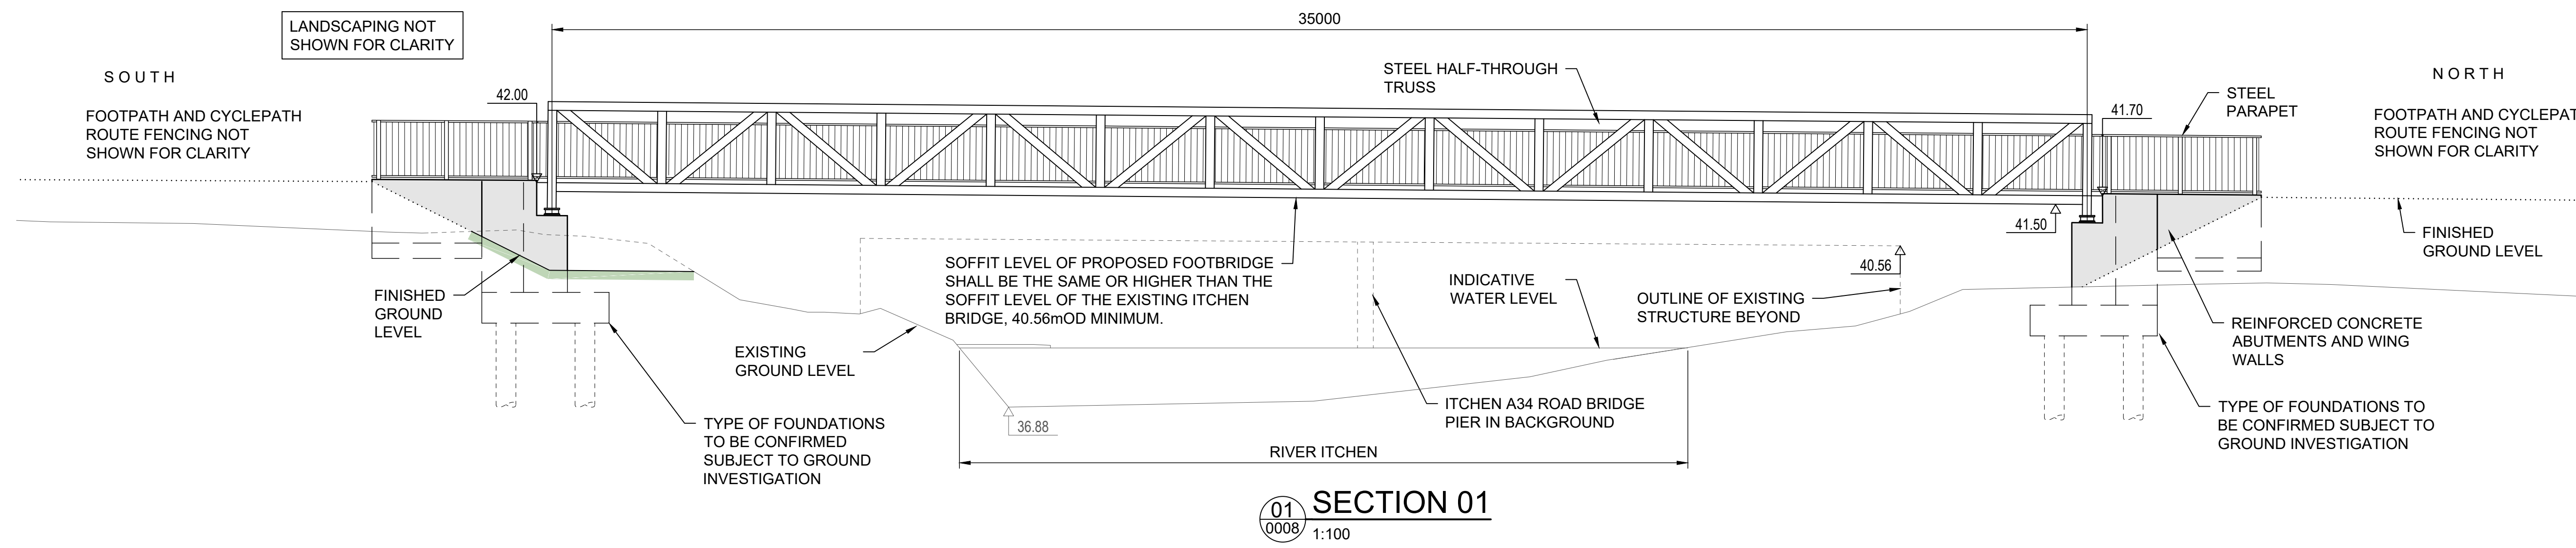 LANDSCAPING NOT
SHOWN FOR CLARITY
35000
SOUTH
NORTH
FOOTPATH AND CYCLEPATH
ROUTE FENCING NOT
SHOWN FOR CLARITY
42.00
STEEL HALF-THROUGH
TRUSS
41.70
STEEL
PARAPET
FOOTPATH AND CYCLEPAT
ROUTE FENCING NOT
SHOWN FOR CLARITY
41.50
FINISHED
GROUND LEVEL
SOFFIT LEVEL OF PROPOSED FOOTBRIDGE
SHALL BE THE SAME OR HIGHER THAN THE
SOFFIT LEVEL OF THE EXISTING ITCHEN
BRIDGE, 40.56mOD MINIMUM.
INDICATIVE
WATER LEVEL
40.56
OUTLINE OF EXISTING
STRUCTURE BEYOND
FINISHED
GROUND
LEVEL
EXISTING
GROUND LEVEL
REINFORCED CONCRETE
ABUTMENTS AND WING
WALLS
ITCHEN A34 ROAD BRIDGE
PIER IN BACKGROUND
36.88
TYPE OF FOUNDATIONS
TO BE CONFIRMED
SUBJECT TO GROUND
INVESTIGATION
TYPE OF FOUNDATIONS TO
BE CONFIRMED SUBJECT TO
GROUND INVESTIGATION
RIVER ITCHEN
01
0008
SECTION 01
1:100